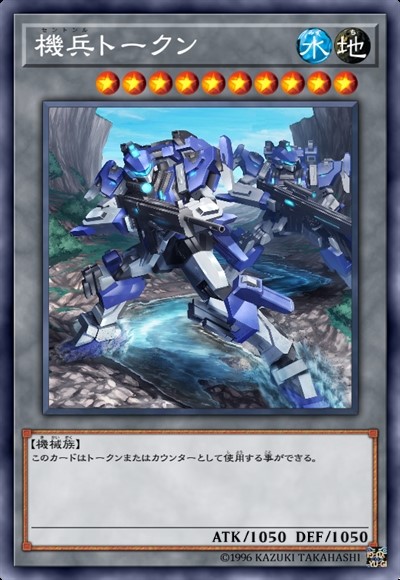 機兵トークン
水 地
【機械族】
このカードはトークンまたはカウンターとして使用する事ができる。
ATK/1050 DEF/1050
©1996 KAZUKI TAKAHASHI